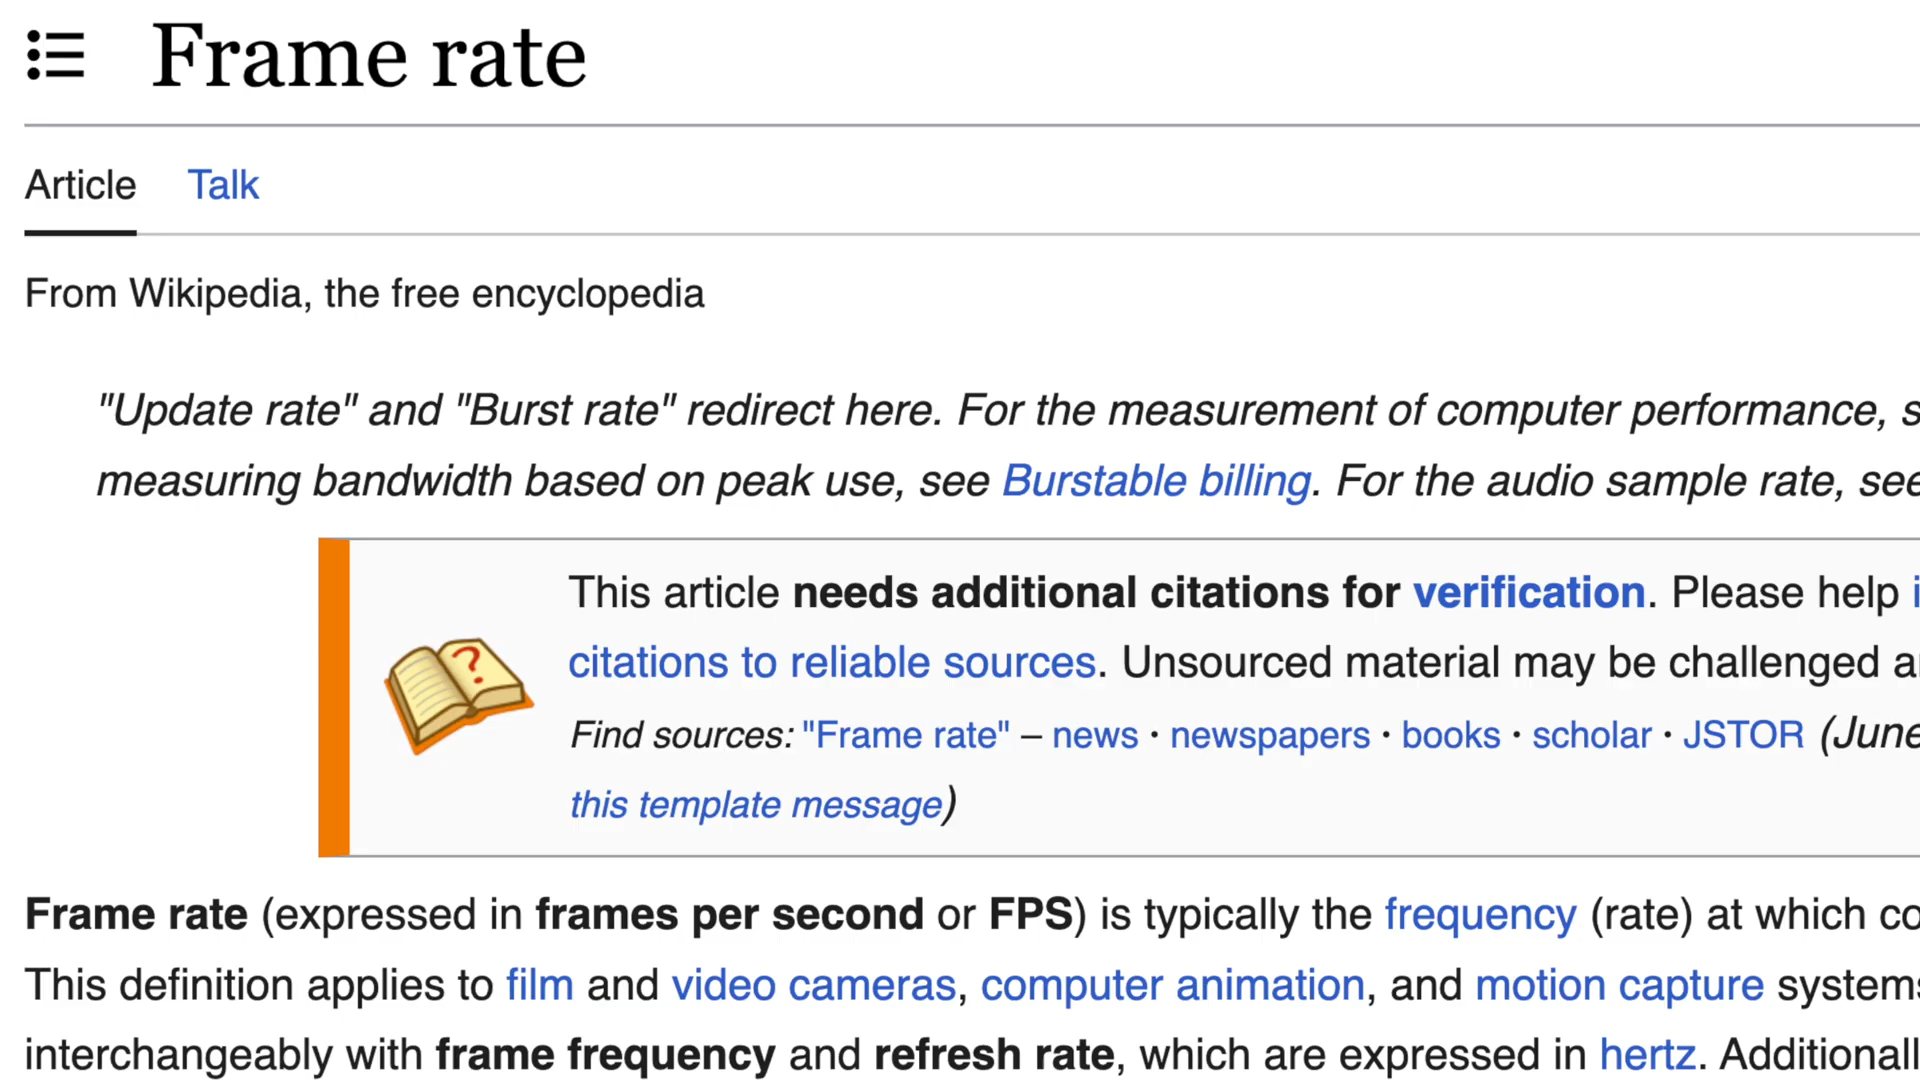 Frame rate
Article Talk
From Wikipedia, the free encyclopedia
"Update rate" and "Burst rate" redirect here. For the measurement of computer performance, s
measuring bandwidth based on peak use, see Burstable billing. For the audio sample rate, see
This article needs additional citations for verification. Please help i
citations to reliable sources. Unsourced material may be challenged a
Find sources: "Frame rate" – news · newspapers · books · scholar · JSTOR (June
this template message)
Frame rate (expressed in frames per second or FPS) is typically the frequency (rate) at which co
This definition applies to film and video cameras, computer animation, and motion capture systems
interchangeably with frame frequency and refresh rate, which are expressed in hertz. Additionall